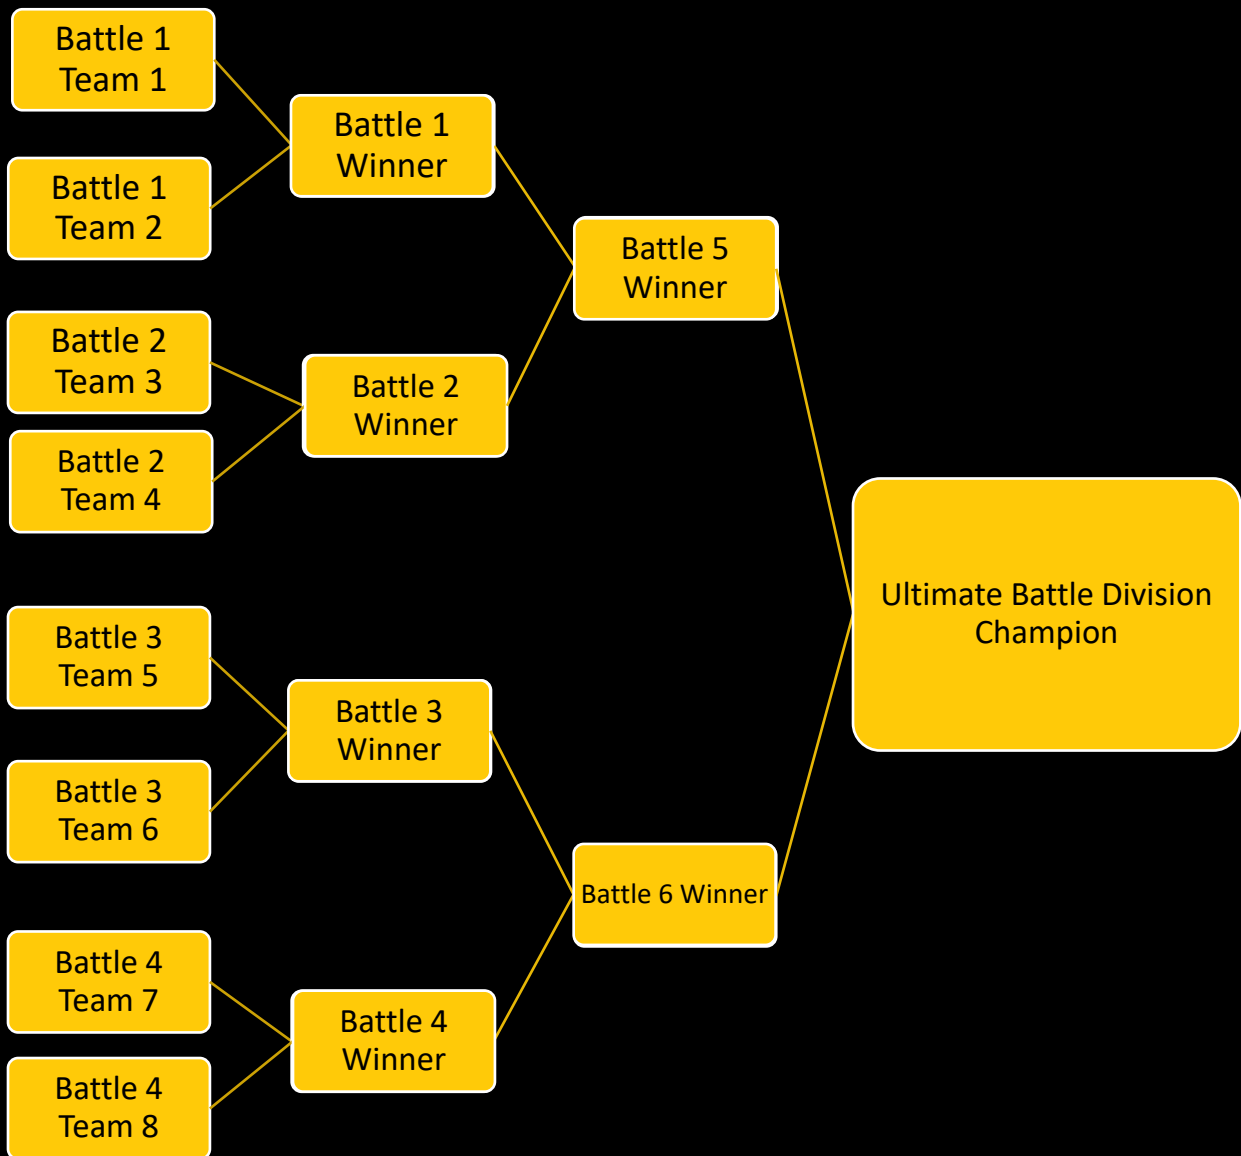 Battle 1
Team 1
Battle 1
Team 2
Battle 2
Team 3
Battle 2
Team 4
Battle 3
Team 5
Battle 3
Team 6
Battle 4
Team 7
Battle 4
Team 8
Battle 1
Winner
Battle 2
Winner
Battle 3
Winner
Battle 4
Winner
Battle 5
Winner
Battle 6 Winner
Ultimate Battle Division
Champion